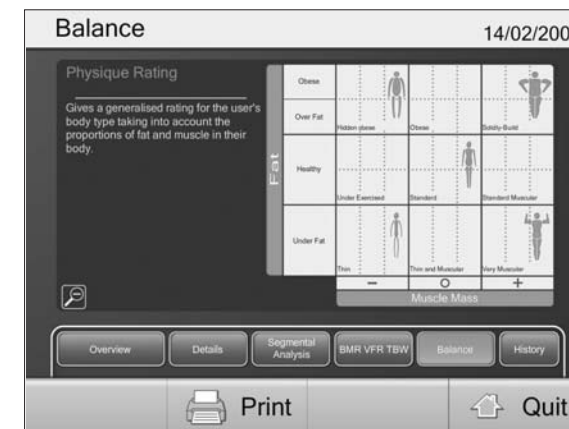 Balance
14/02/200
Physique Rating
Gives a generalised rating for the user's
body type taking into account the
proportions of fat and muscle in their
body.
Fat
Obese
Over Fat
Hidden obese
Obese
Solidly-Build
Healthy
Under Exercised
Standerd
Standerd Muscular
Under Fat
Thin
Thin and Muscular
Very Muscular
−
O
+
Muscle Mass
Overview
Details
Segmental
Analysis
BMR VFR TBW
Balance
History
Print
Quit